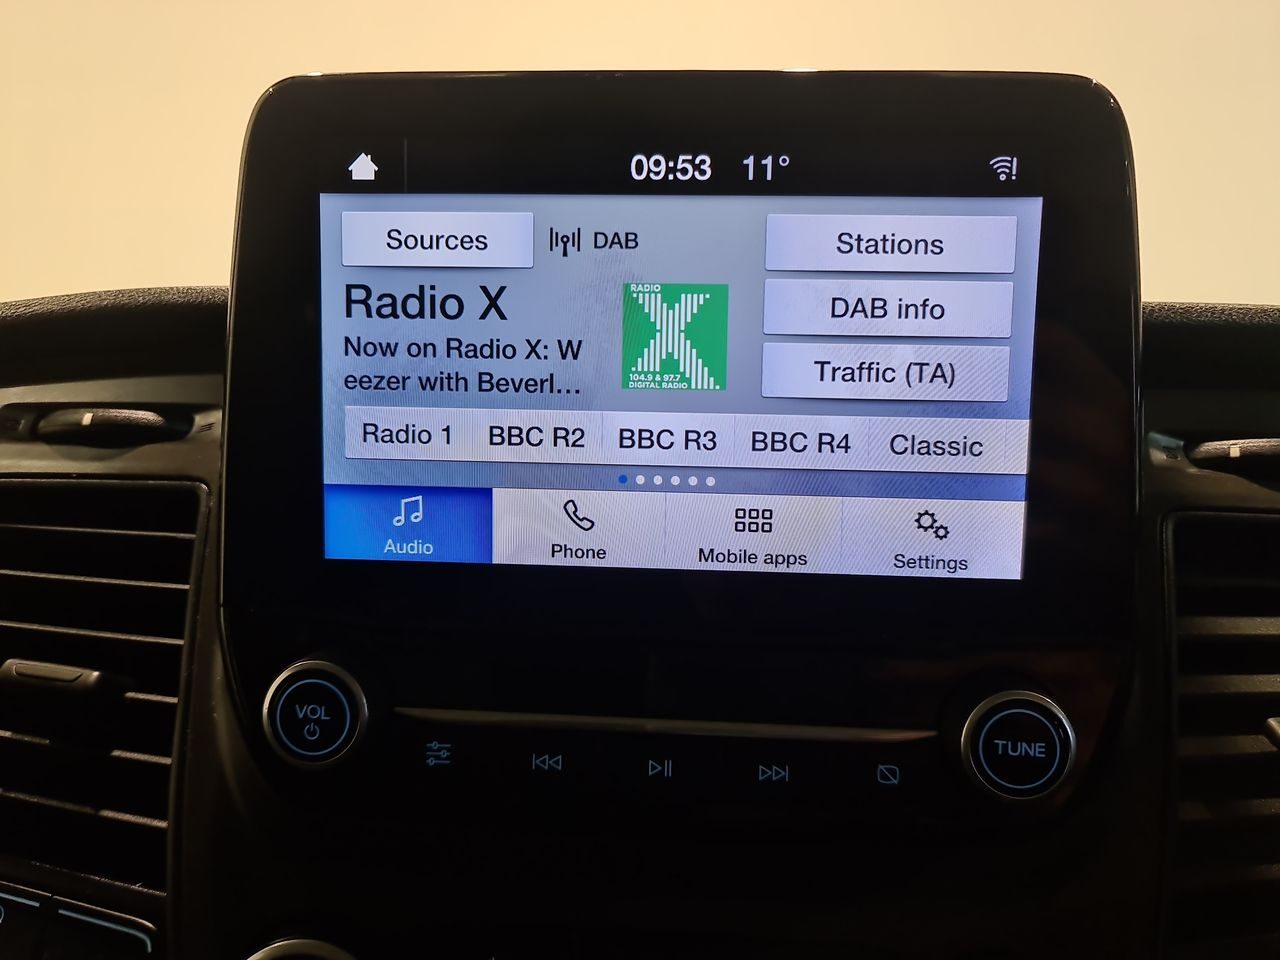 09:53 11°
Sources
DAB
Stations
Radio X
Now on Radio X: W
eezer with Beverl...
RADIO
X
104.9 & 97.7
DIGITAL RADIO
DAB info
Traffic (TA)
Radio 1 BBC R2 BBC R3 BBC R4 Classic
Audio Phone Mobile apps Settings
VOL
TUNE